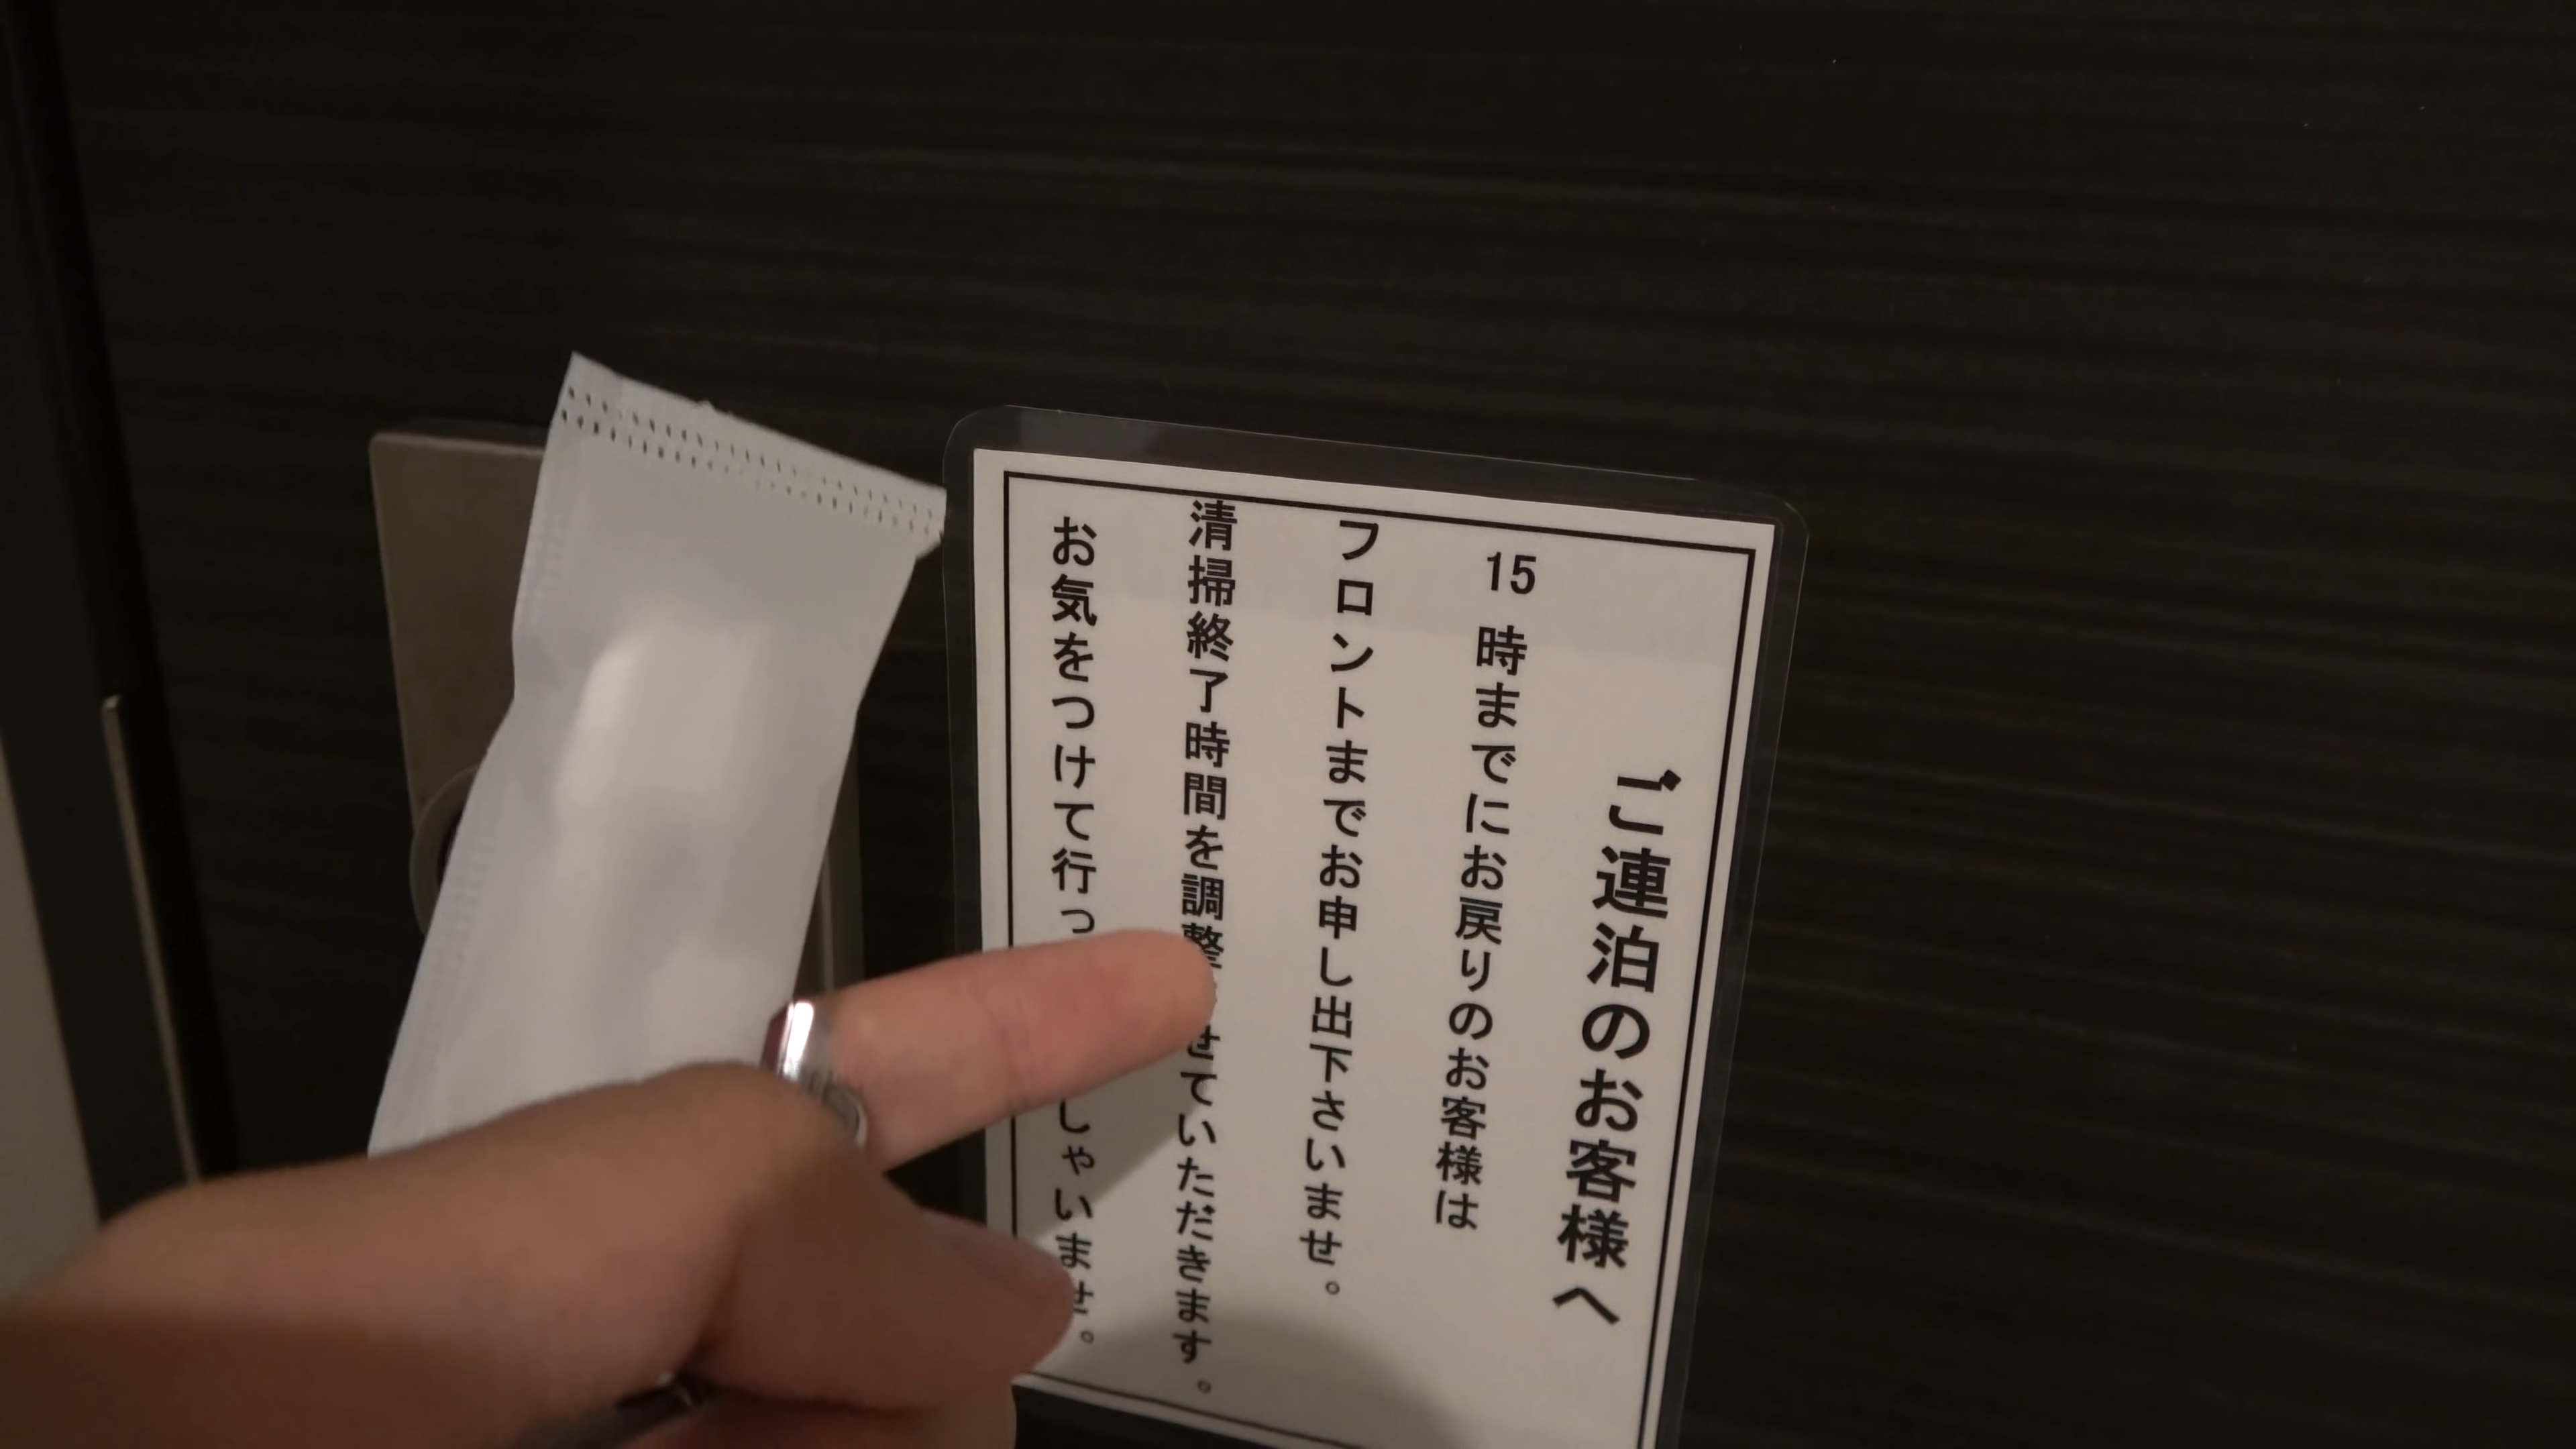 ご連泊のお客様へ
15 時までにお戻りのお客様は
フロントまでお申し出下さいませ。
清掃終了時間を調整 せていただきます。
お気をつけて行っ しゃいませ。